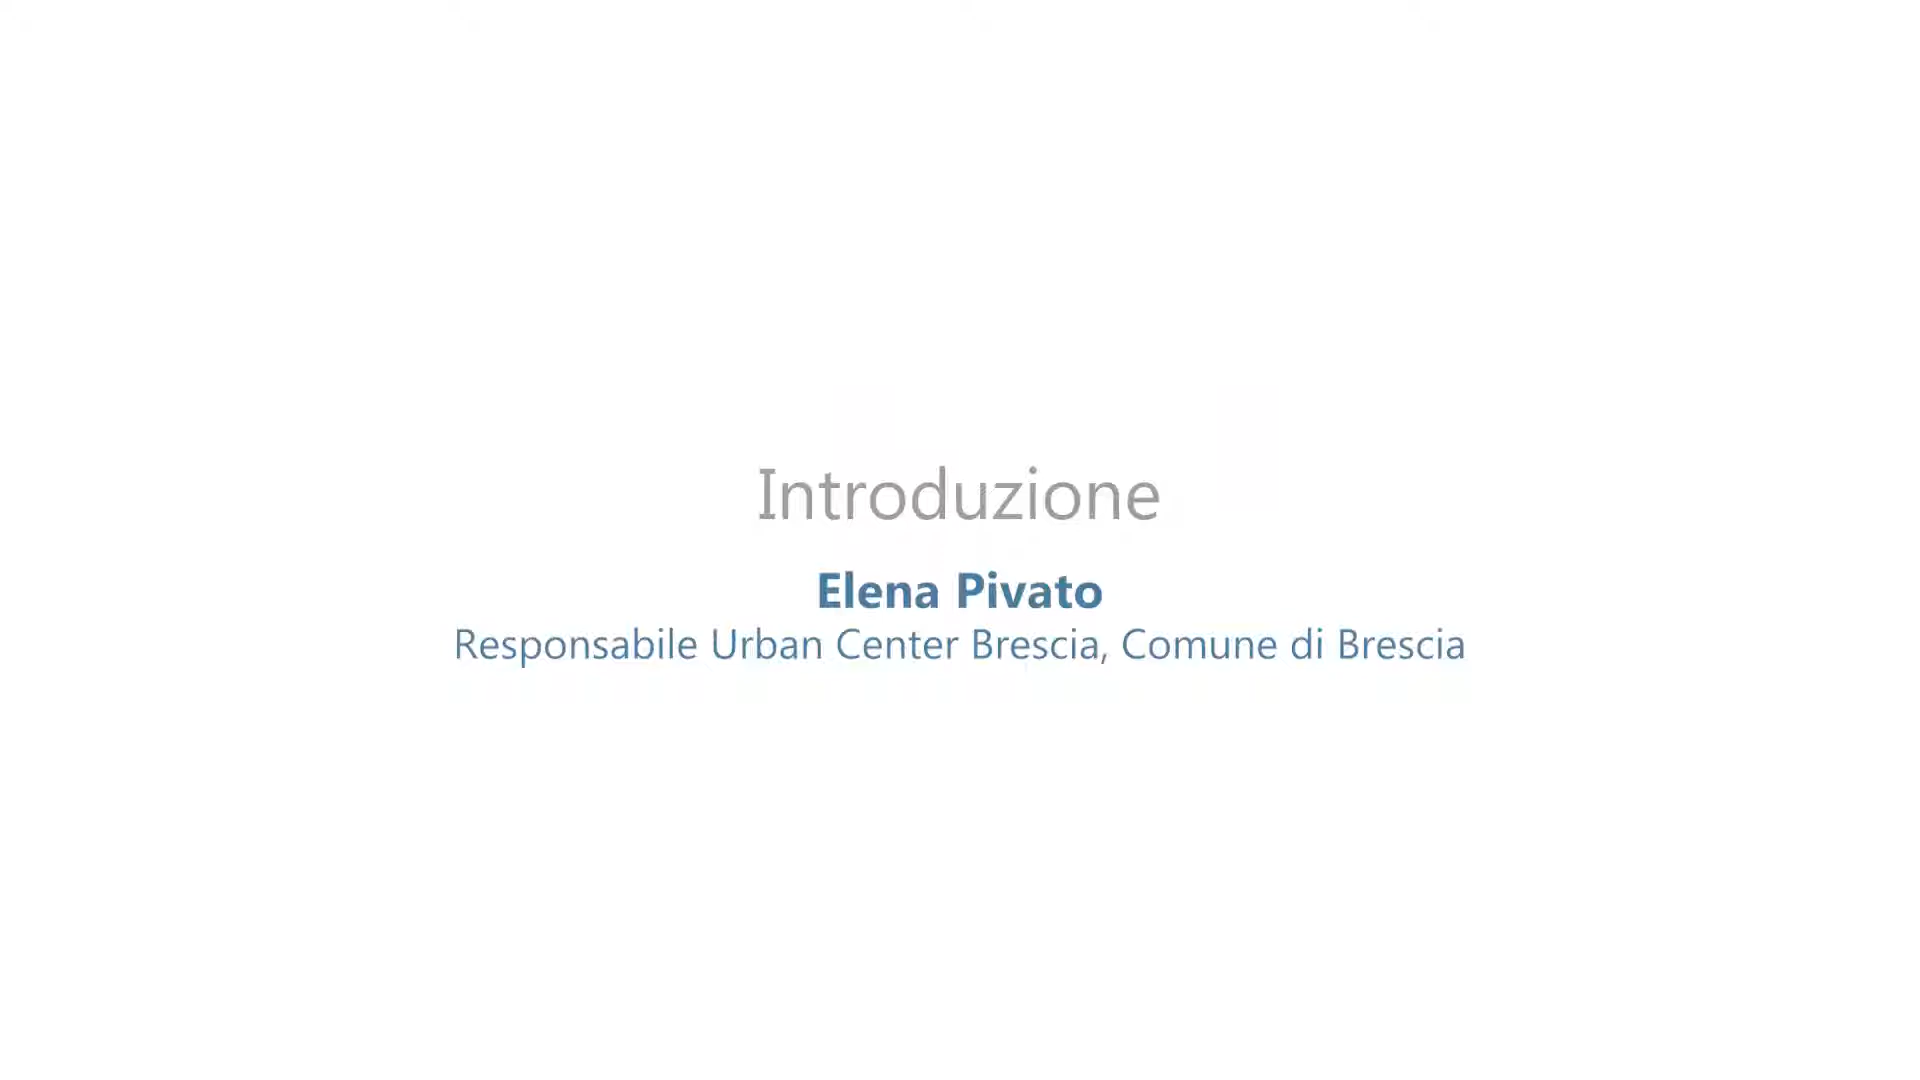 Introduzione
Elena Pivato
Responsabile Urban Center Brescia, Comune di Brescia